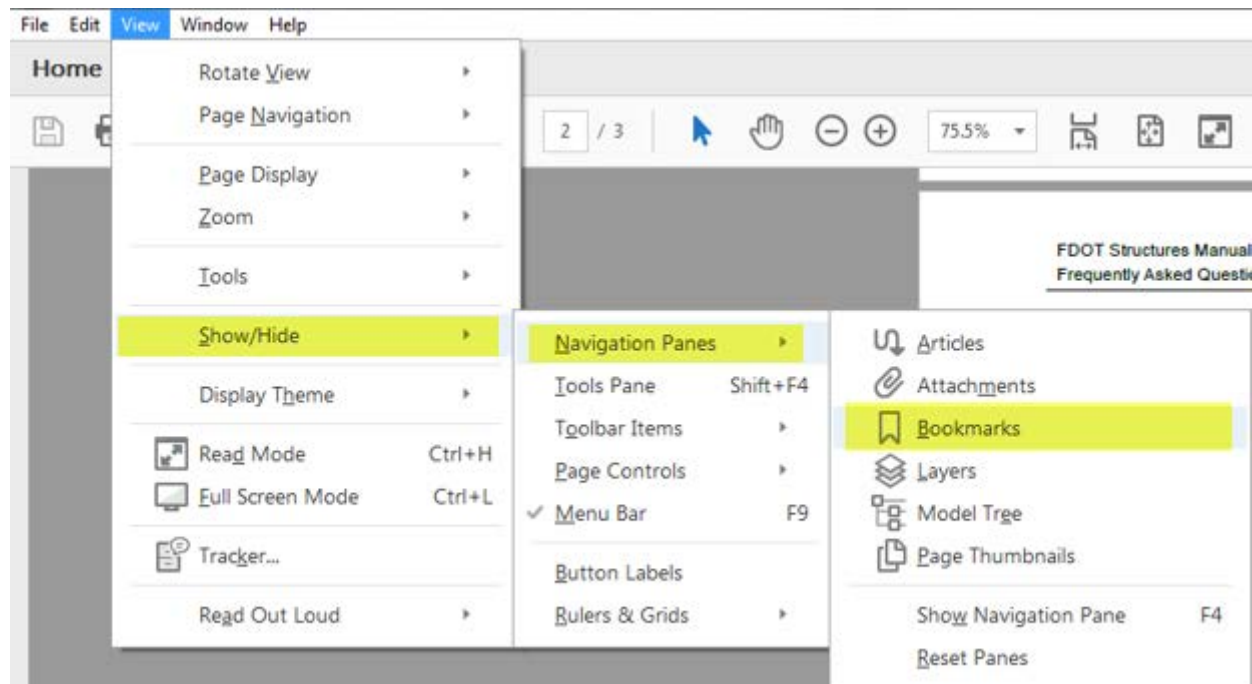 File Edit View Window Help
Home
2 / 3 75.5%
Rotate View
Page Navigation
Page Display
Zoom
Tools
Show/Hide
Display Theme
Read Mode Ctrl+H
Full Screen Mode Ctrl+L
Tracker...
Read Out Loud
Navigation Panes
Tools Pane Shift+F4
Toolbar Items
Page Controls
Menu Bar F9
Button Labels
Rulers & Grids
Articles
Attachments
Bookmarks
Layers
Model Tree
Page Thumbnails
Show Navigation Pane F4
Reset Panes
FDOT Structures Manual
Frequently Asked Questi